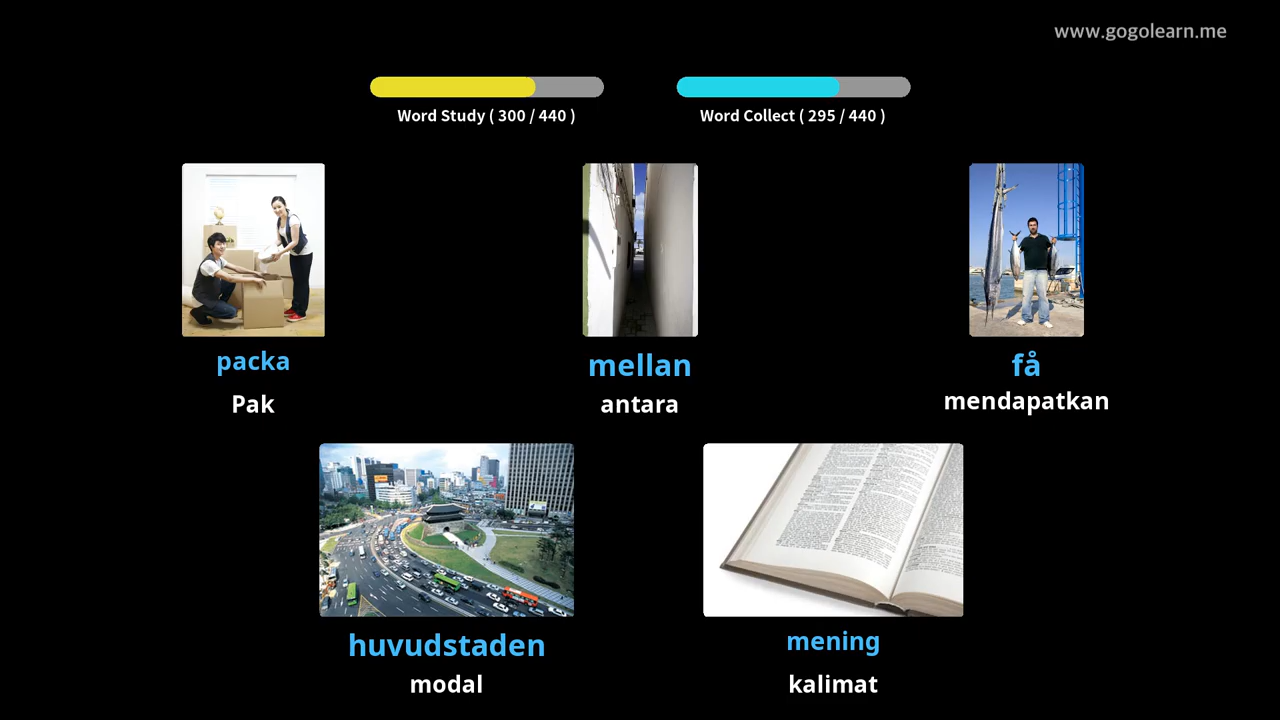 www.gogolearn.me
Word Study ( 300 / 440 )
Word Collect ( 295 / 440 )
packa
Pak
mellan
antara
få
mendapatkan
huvudstaden
modal
mening
kalimat